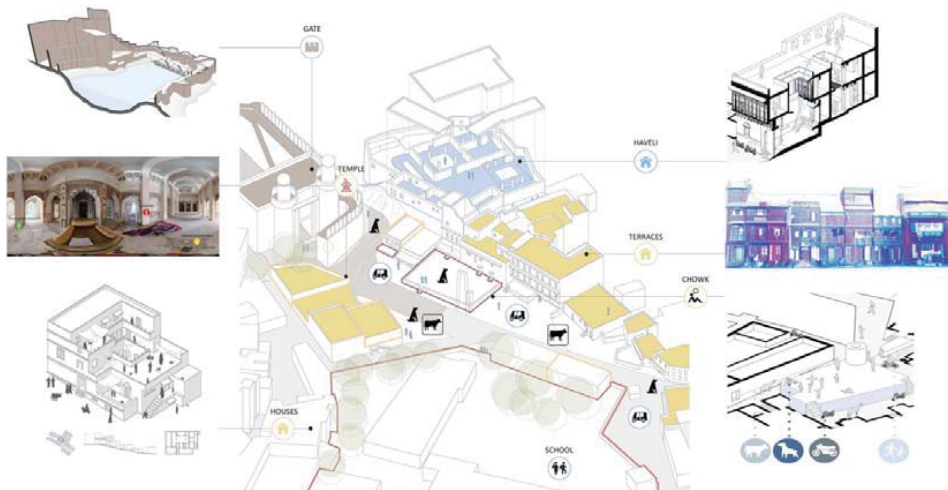 GATE
TEMPLE
HAVELI
TERRACES
CHOWK
HOUSES
SCHOOL